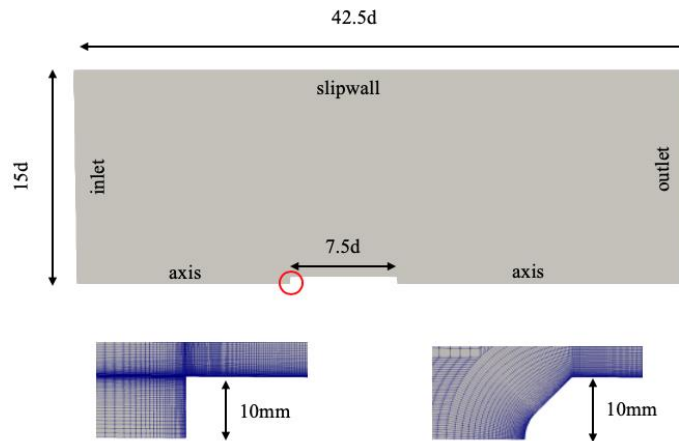 42.5d
slipwall
15d
inlet
outlet
7.5d
axis
axis
10mm
10mm